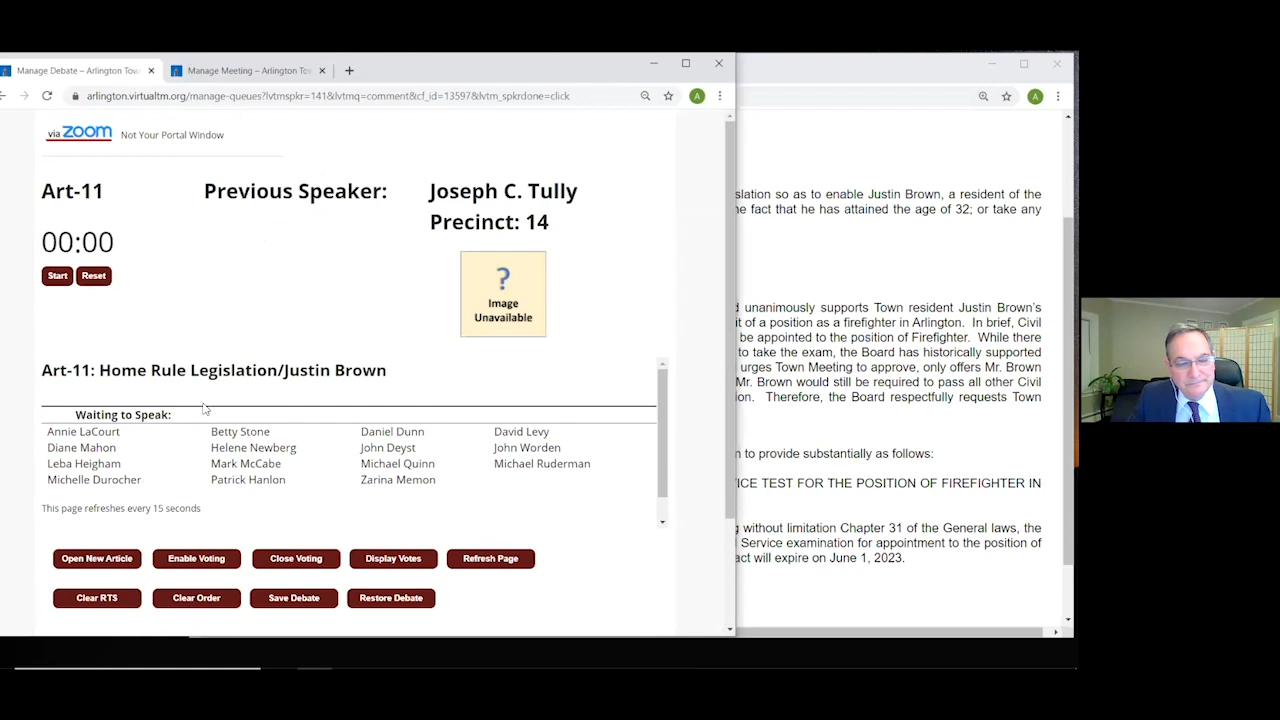 Manage Debate – Arlington Tow
Manage Meeting – Arlington To
arlington.virtualtm.org/manage-queues?lvtmspkr=141&lvtmq=comment&cf_id=13597&lvtm_spkrdone=click
A
A
via zoom Not Your Portal Window
Art-11 Previous Speaker: Joseph C. Tully
Precinct: 14
00:00
Start Reset
?
Image
Unavailable
Art-11: Home Rule Legislation/Justin Brown
Waiting to Speak:
Annie LaCourt Betty Stone Daniel Dunn David Levy
Diane Mahon Helene Newberg John Deyst John Worden
Leba Heigham Mark McCabe Michael Quinn Michael Ruderman
Michelle Durocher Patrick Hanlon Zarina Memon
This page refreshes every 15 seconds
Open New Article Enable Voting Close Voting Display Votes Refresh Page
Clear RTS Clear Order Save Debate Restore Debate
slation so as to enable Justin Brown, a resident of the
e fact that he has attained the age of 32; or take any
d unanimously supports Town resident Justin Brown's
it of a position as a firefighter in Arlington. In brief, Civil
be appointed to the position of Firefighter. While there
to take the exam, the Board has historically supported
urges Town Meeting to approve, only offers Mr. Brown
Mr. Brown would still be required to pass all other Civil
on. Therefore, the Board respectfully requests Town
n to provide substantially as follows:
ICE TEST FOR THE POSITION OF FIREFIGHTER IN
g without limitation Chapter 31 of the General laws, the
Service examination for appointment to the position of
act will expire on June 1, 2023.